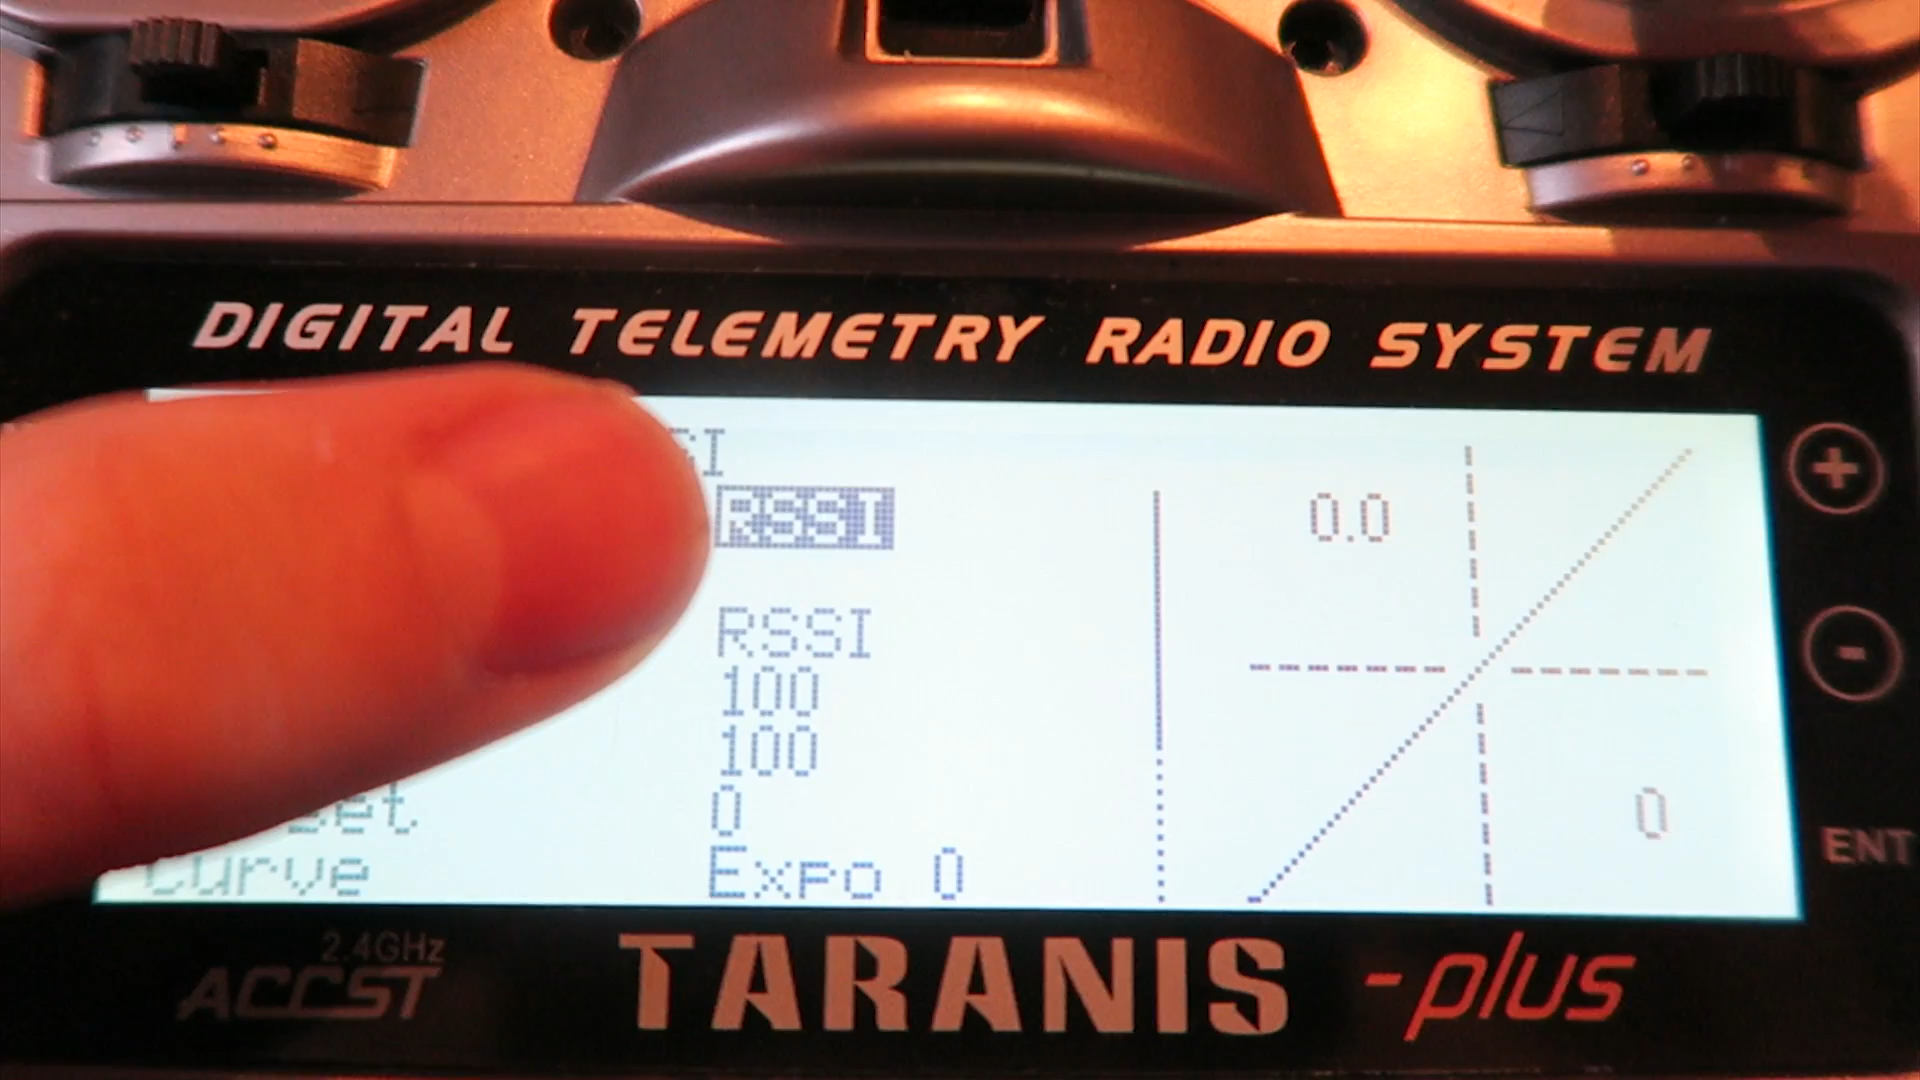 DIGITAL TELEMETRY RADIO SYSTEM
RSSI
0.0
RSSI
100
100
0
0
Curve Expo 0
+
-
ENT
2.4GHz
ACCST
TARANIS -plus